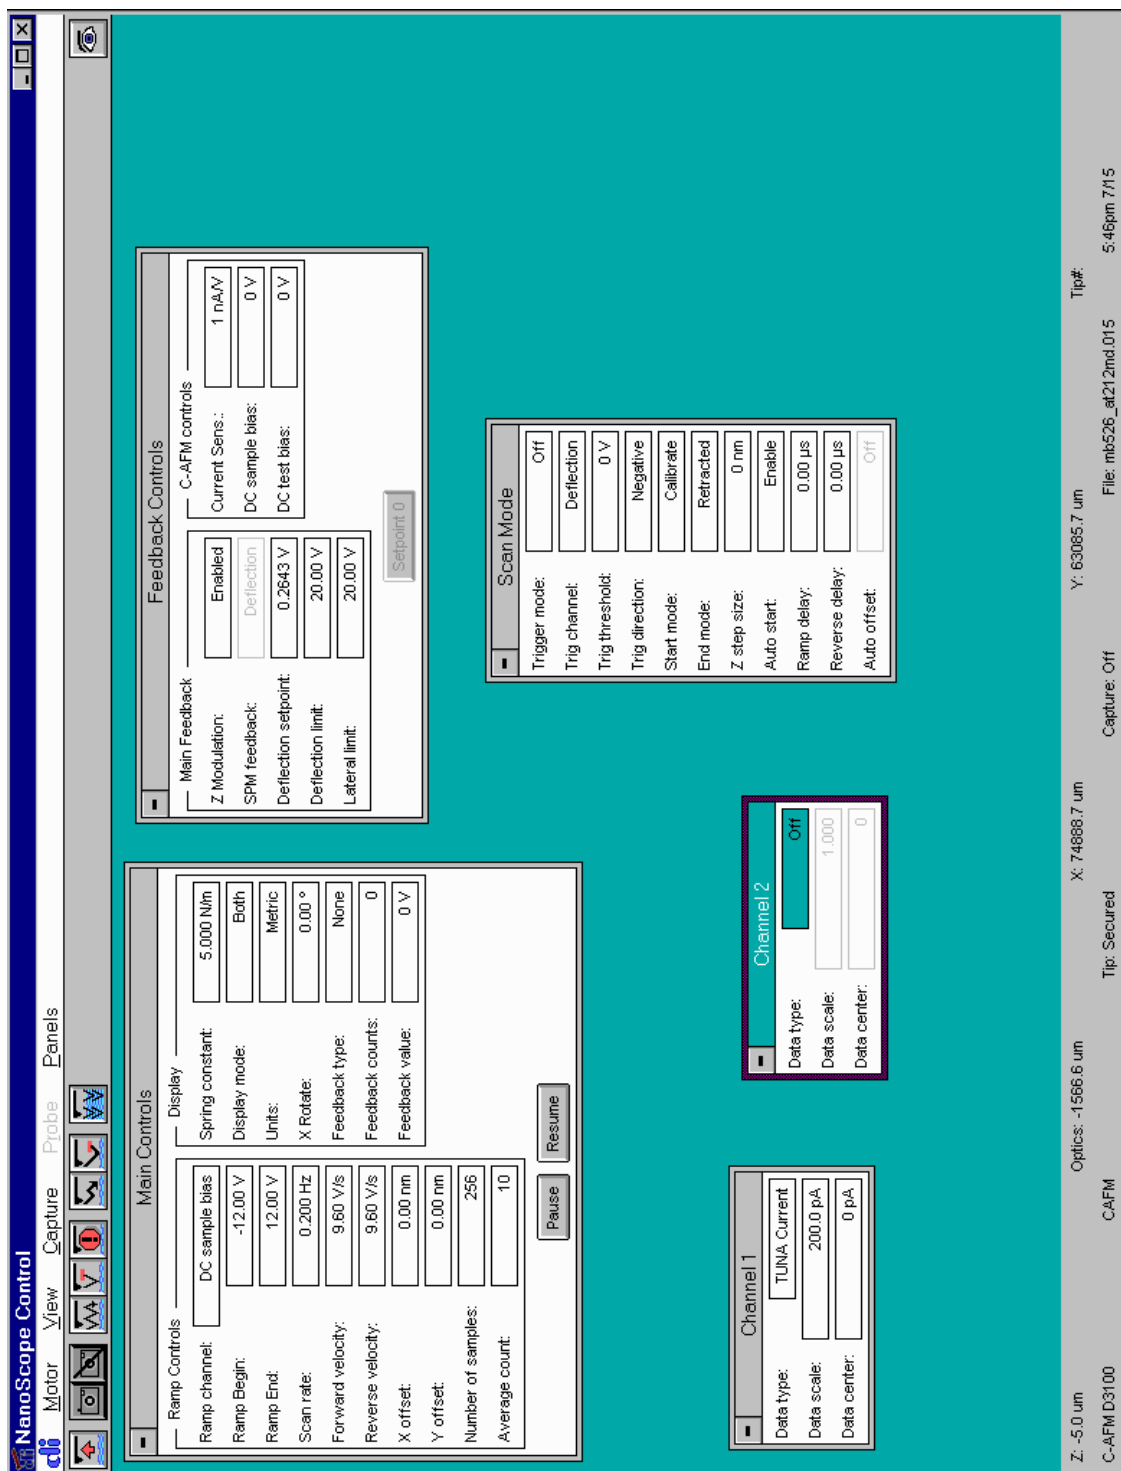 NanoScope Control
di Motor View Capture Probe Panels
Main Controls
Ramp Controls
Ramp channel: DC sample bias
Ramp Begin: -12.00 V
Ramp End: 12.00 V
Scan rate: 0.200 Hz
Forward velocity: 9.60 V/s
Reverse velocity: 9.60 V/s
X offset: 0.00 nm
Y offset: 0.00 nm
Number of samples: 256
Average count: 10
Display
Spring constant: 5.000 N/m
Display mode: Both
Units: Metric
X Rotate: 0.00 °
Feedback type: None
Feedback counts: 0
Feedback value: 0 V
Pause Resume
Feedback Controls
Main Feedback
Z Modulation: Enabled
SPM feedback: Deflection
Deflection setpoint: 0.2643 V
Deflection limit: 20.00 V
Lateral limit: 20.00 V
C-AFM controls
Current Sens.: 1 nA/V
DC sample bias: 0 V
DC test bias: 0 V
Setpoint 0
Scan Mode
Trigger mode: Off
Trig channel: Deflection
Trig threshold: 0 V
Trig direction: Negative
Start mode: Calibrate
End mode: Retracted
Z step size: 0 nm
Auto start: Enable
Ramp delay: 0.00 µs
Reverse delay: 0.00 µs
Auto offset: Off
Channel 1
Data type: TUNA Current
Data scale: 200.0 pA
Data center: 0 pA
Channel 2
Data type: Off
Data scale: 1.000
Data center: 0
Z: -5.0 um Optics: -1566.6 um X: 74888.7 um Y: 63085.7 um Tip#:
C-AFM D3100 CAFM Tip: Secured Capture: Off File: mb526_at212md.015 5:46pm 7/15